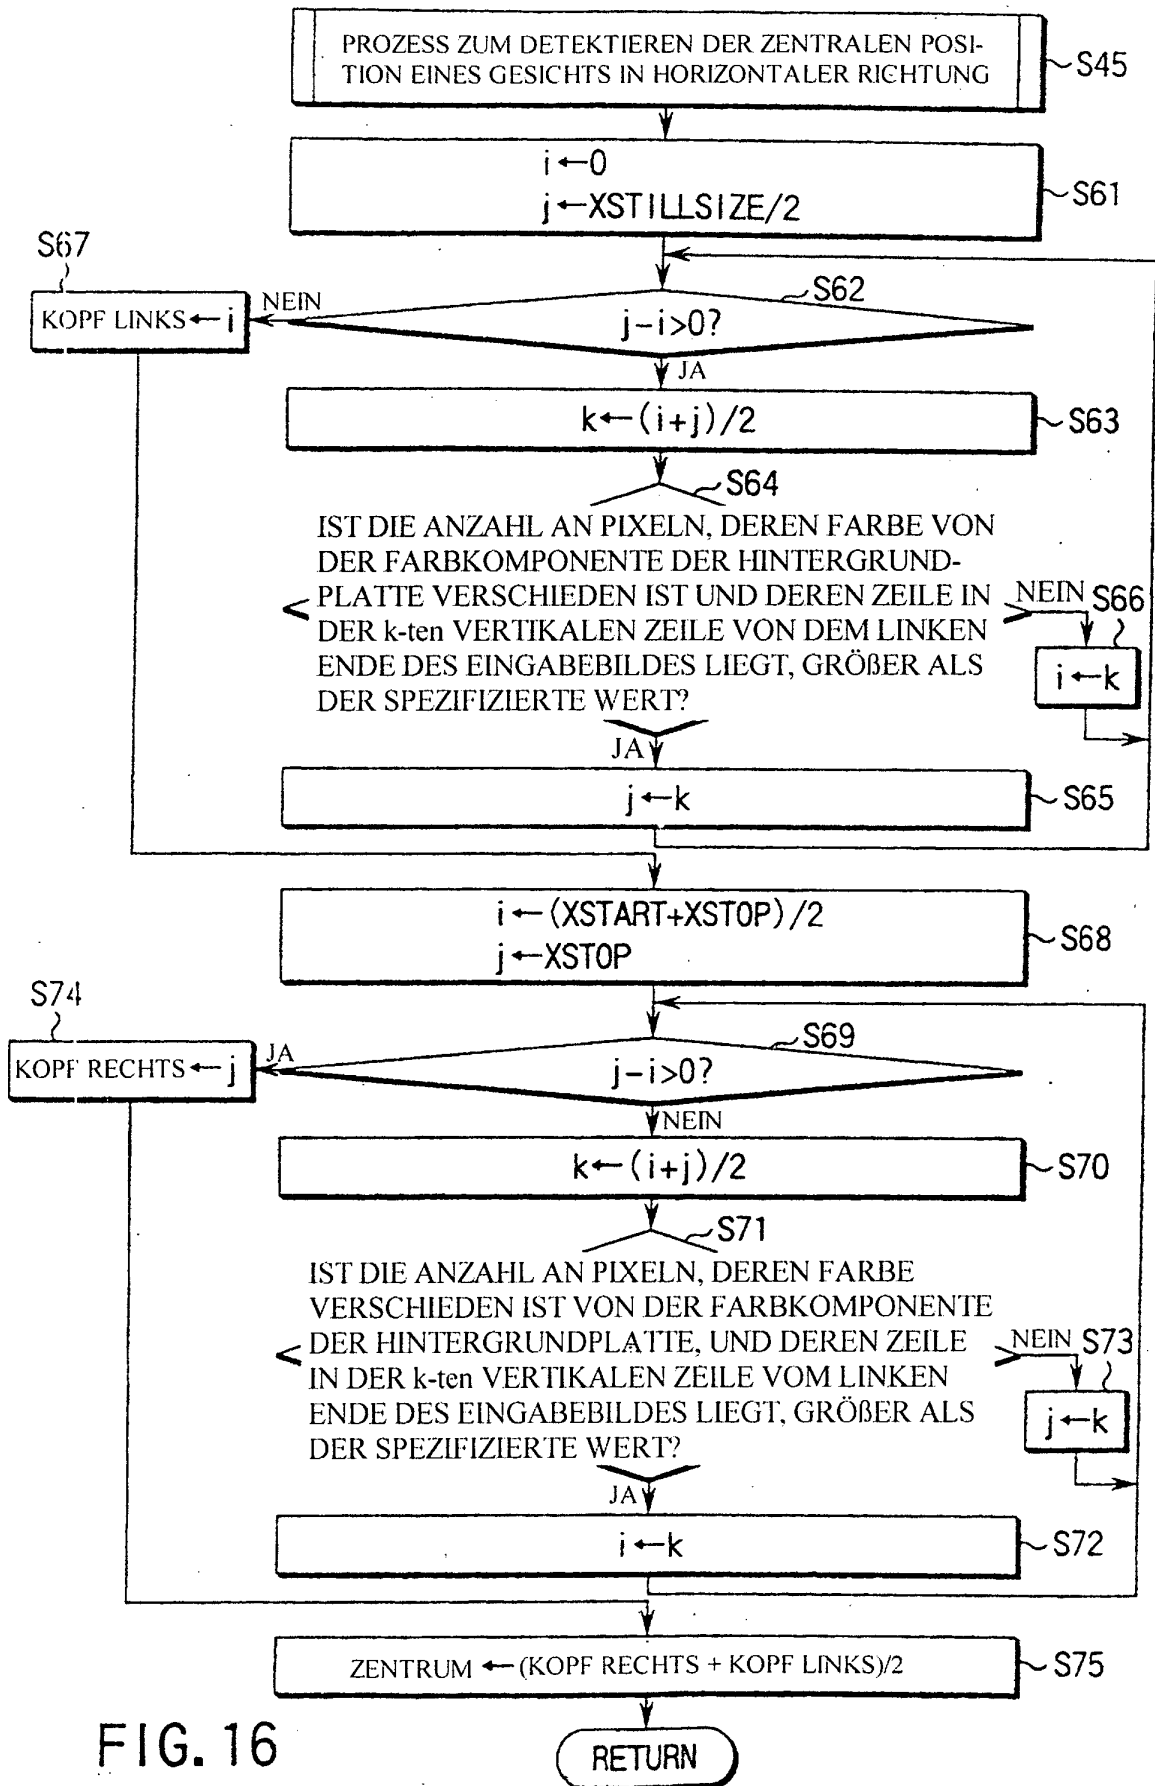 PROZESS ZUM DETEKTIEREN DER ZENTRALEN POSI-
TION EINES GESICHTS IN HORIZONTALER RICHTUNG
S45
i←0
j←XSTILLSIZE/2
S61
S67
KOPF LINKS ← i
NEIN
S62
j-i>0?
JA
k←(i+j)/2
S63
S64
IST DIE ANZAHL AN PIXELN, DEREN FARBE VON
DER FARBKOMPONENTE DER HINTERGRUND-
PLATTE VERSCHIEDEN IST UND DEREN ZEILE IN
DER k-ten VERTIKALEN ZEILE VON DEM LINKEN
ENDE DES EINGABEBILDES LIEGT, GRÖßER ALS
DER SPEZIFIZIERTE WERT?
NEIN
S66
i←k
JA
j←k
S65
i←(XSTART+XSTOP)/2
j←XSTOP
S68
S74
KOPF RECHTS ← j
JA
S69
j-i>0?
NEIN
k←(i+j)/2
S70
S71
IST DIE ANZAHL AN PIXELN, DEREN FARBE
VERSCHIEDEN IST VON DER FARBKOMPONENTE
DER HINTERGRUNDPLATTE, UND DEREN ZEILE
IN DER k-ten VERTIKALEN ZEILE VOM LINKEN
ENDE DES EINGABEBILDES LIEGT, GRÖßER ALS
DER SPEZIFIZIERTE WERT?
NEIN
S73
j←k
JA
i←k
S72
ZENTRUM ←(KOPF RECHTS + KOPF LINKS)/2
S75
RETURN
FIG. 16